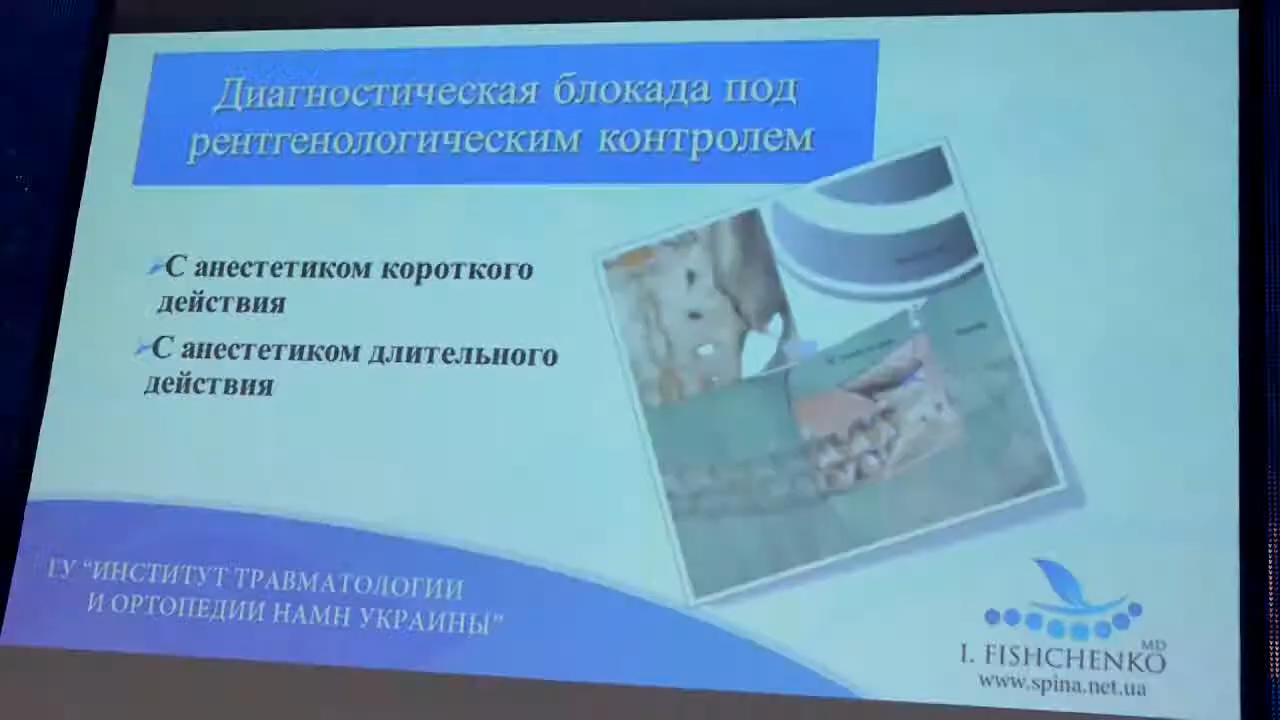 Диагностическая блокада под
рентгенологическим контролем
С анестетиком короткого
действия
С анестетиком длительного
действия
ГУ "ИНСТИТУТ ТРАВМАТОЛОГИИ
И ОРТОПЕДИИ НАМН УКРАИНЫ"
I. FISHCHENKO MD
www.spina.net.ua